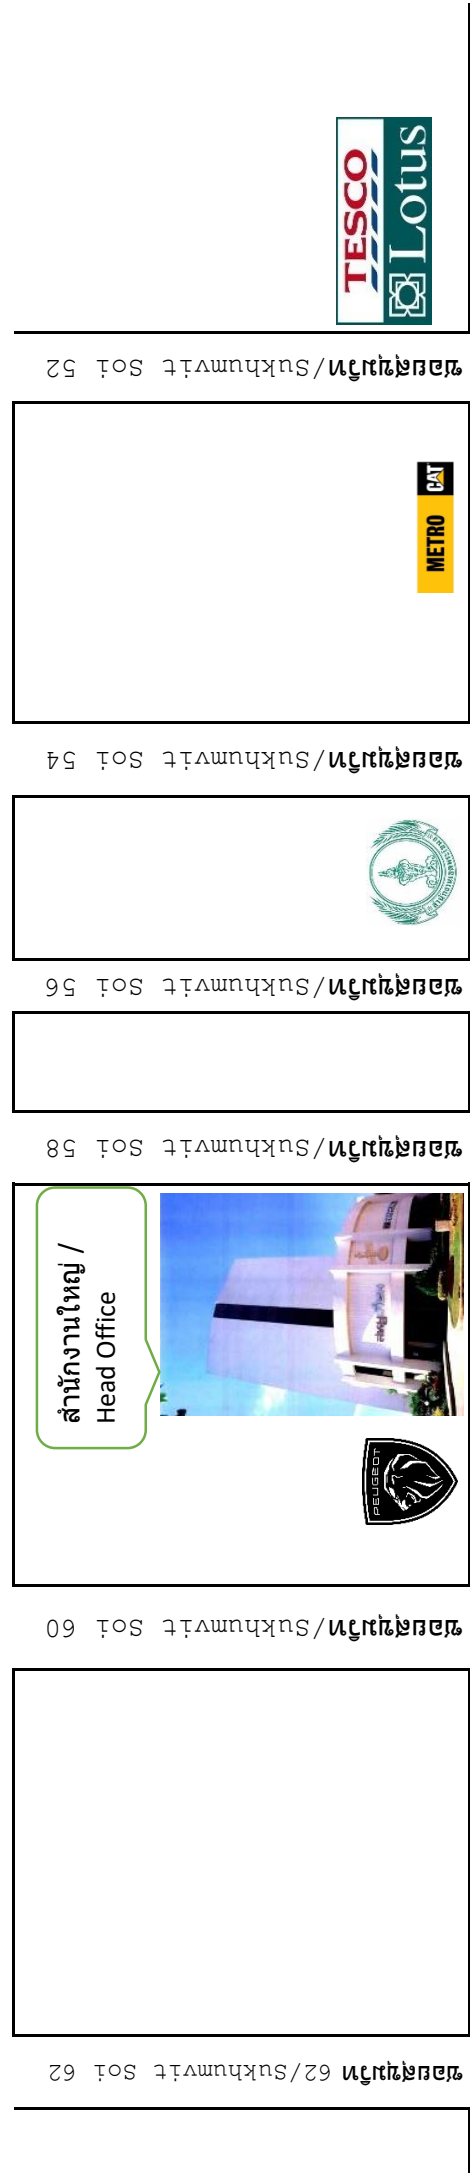 TESCO
Lotus
ซอยสุขุมวิท/Sukhumvit Soi 52
METRO CAT
ซอยสุขุมวิท/Sukhumvit Soi 54
ซอยสุขุมวิท/Sukhumvit Soi 56
ซอยสุขุมวิท/Sukhumvit Soi 58
สำนักงานใหญ่ /
Head Office
PEUGEOT
ซอยสุขุมวิท/Sukhumvit Soi 60
ซอยสุขุมวิท 62/Sukhumvit Soi 62